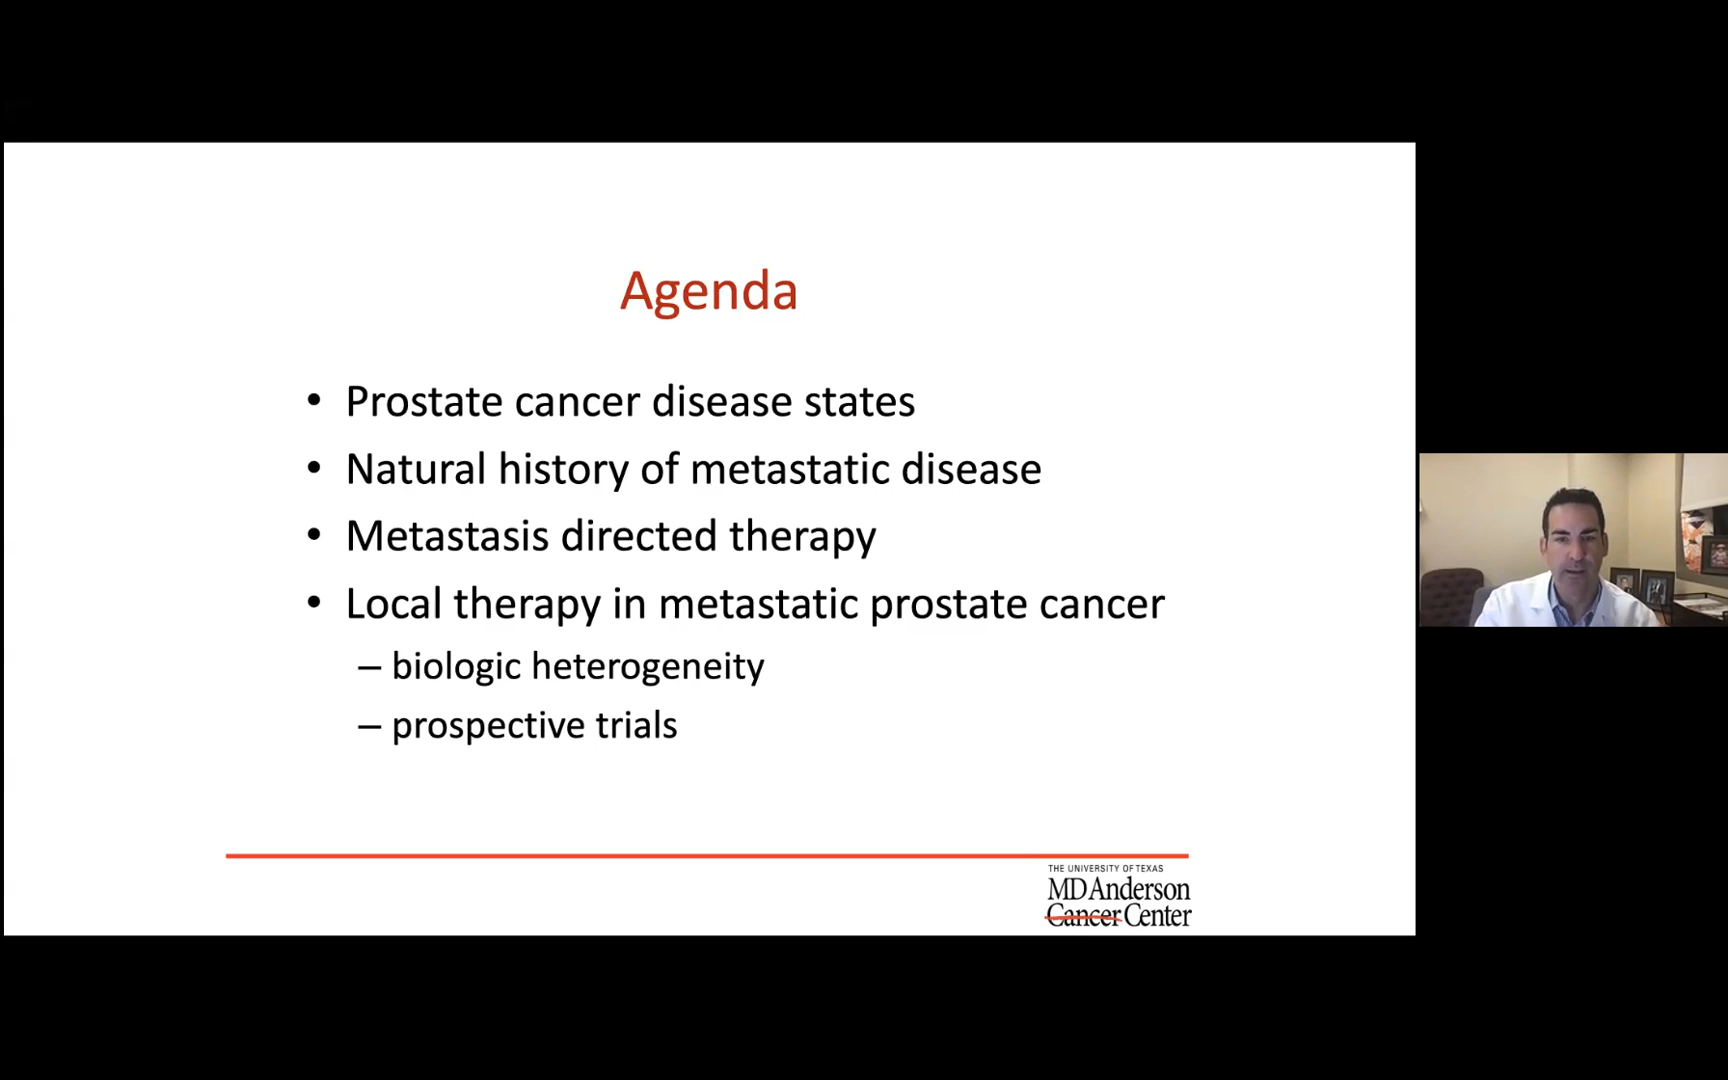 Agenda
• Prostate cancer disease states
• Natural history of metastatic disease
• Metastasis directed therapy
• Local therapy in metastatic prostate cancer
– biologic heterogeneity
– prospective trials
THE UNIVERSITY OF TEXAS
MD Anderson
Cancer Center